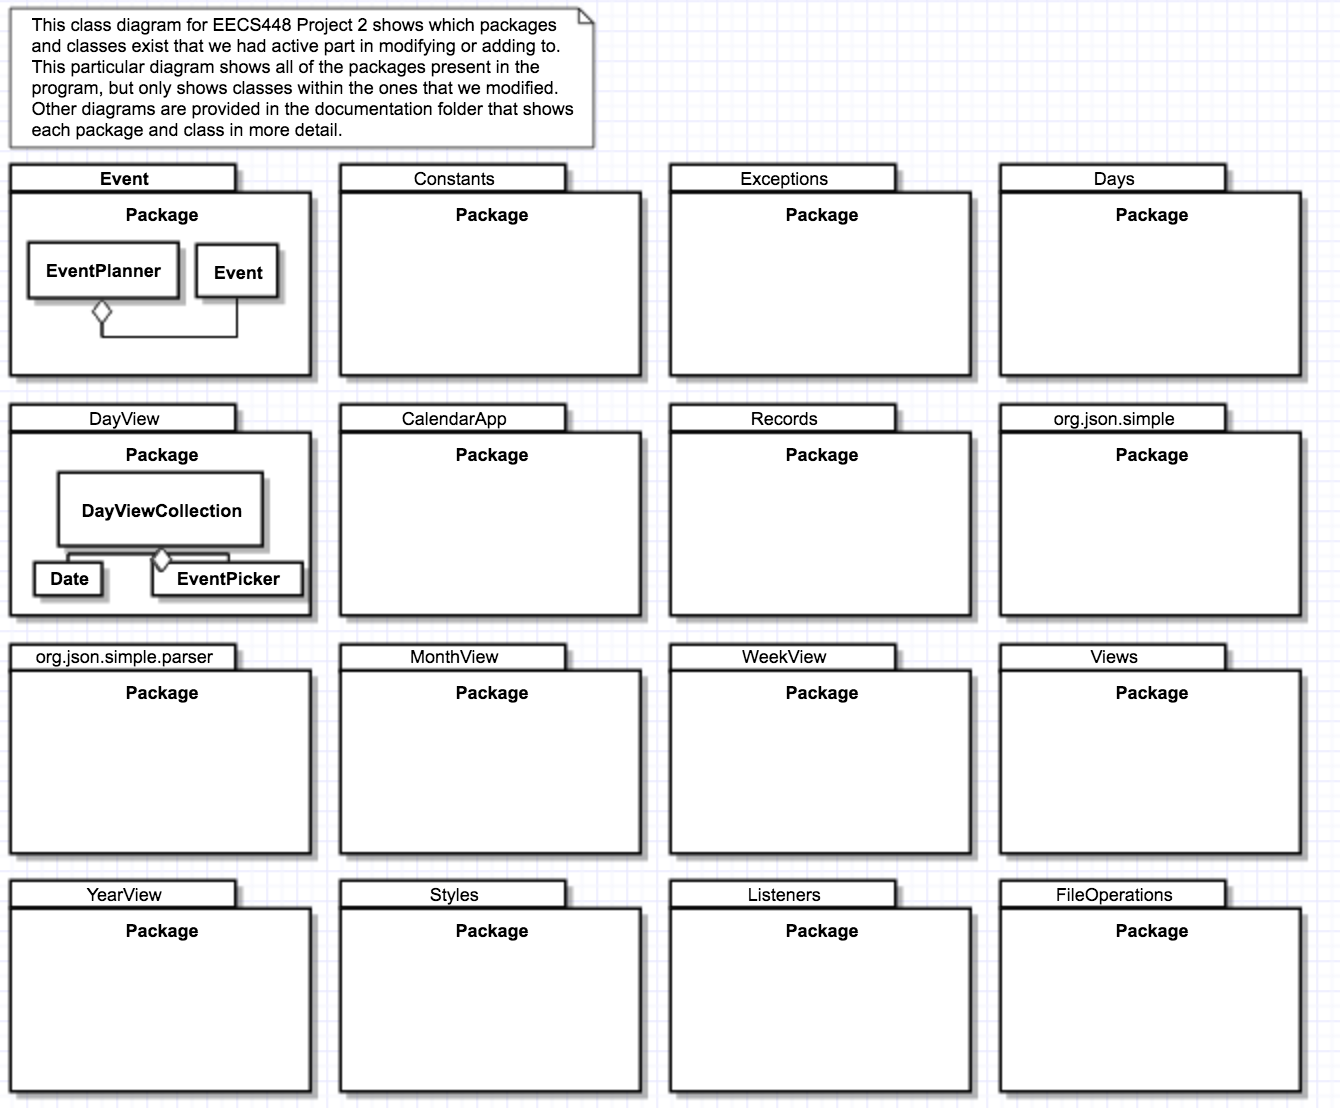 This class diagram for EECS448 Project 2 shows which packages
and classes exist that we had active part in modifying or adding to.
This particular diagram shows all of the packages present in the
program, but only shows classes within the ones that we modified.
Other diagrams are provided in the documentation folder that shows
each package and class in more detail.
Event
Package
EventPlanner
Event
Constants
Package
Exceptions
Package
Days
Package
DayView
Package
DayViewCollection
Date
EventPicker
CalendarApp
Package
Records
Package
org.json.simple
Package
org.json.simple.parser
Package
MonthView
Package
WeekView
Package
Views
Package
YearView
Package
Styles
Package
Listeners
Package
FileOperations
Package